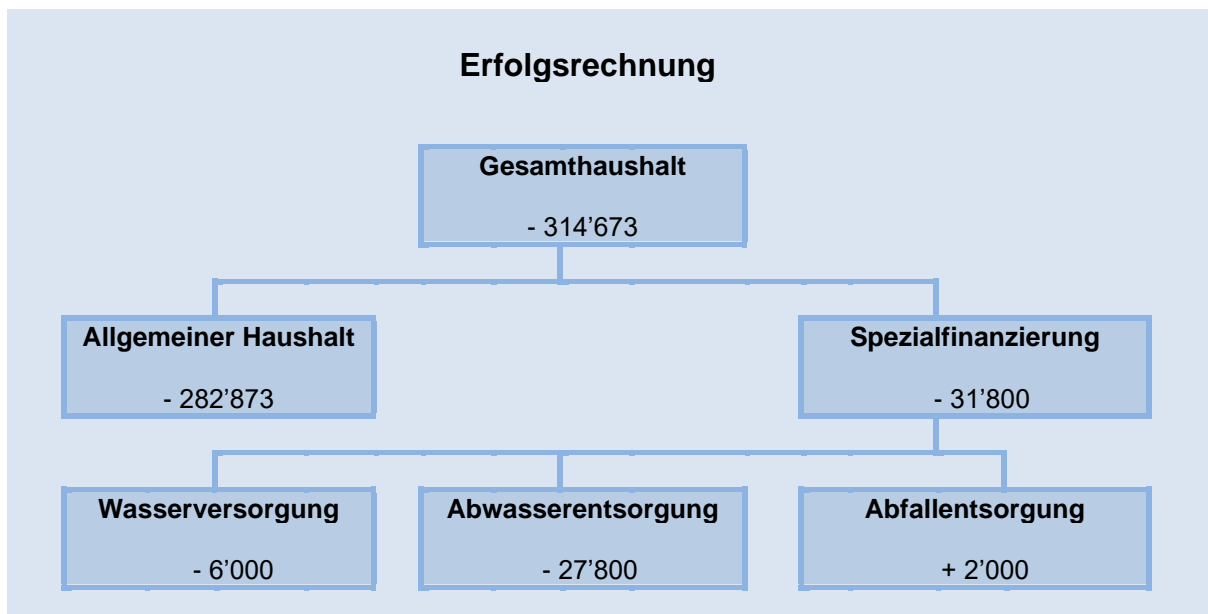 Erfolgsrechnung
Gesamthaushalt
- 314’673
Allgemeiner Haushalt
- 282’873
Spezialfinanzierung
- 31’800
Wasserversorgung
- 6’000
Abwasserentsorgung
- 27’800
Abfallentsorgung
+ 2’000